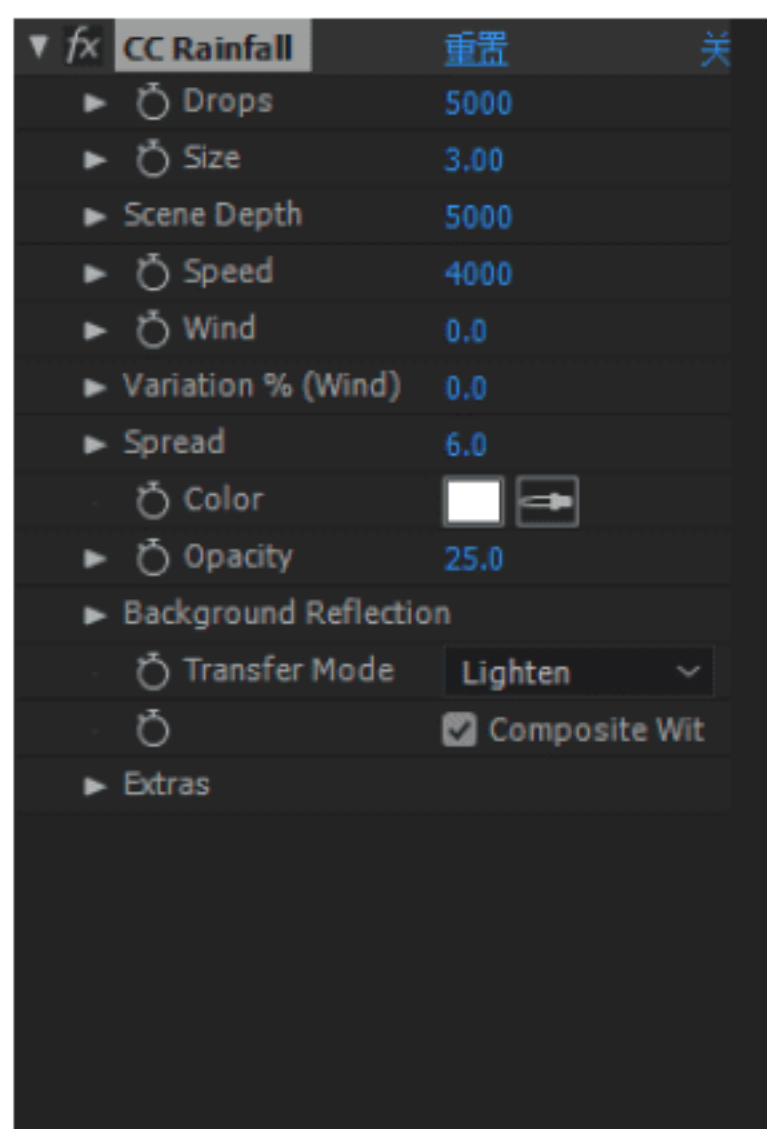 fx CC Rainfall 重置 关
Drops 5000
Size 3.00
Scene Depth 5000
Speed 4000
Wind 0.0
Variation % (Wind) 0.0
Spread 6.0
Color
Opacity 25.0
Background Reflection
Transfer Mode Lighten
Composite Wit
Extras